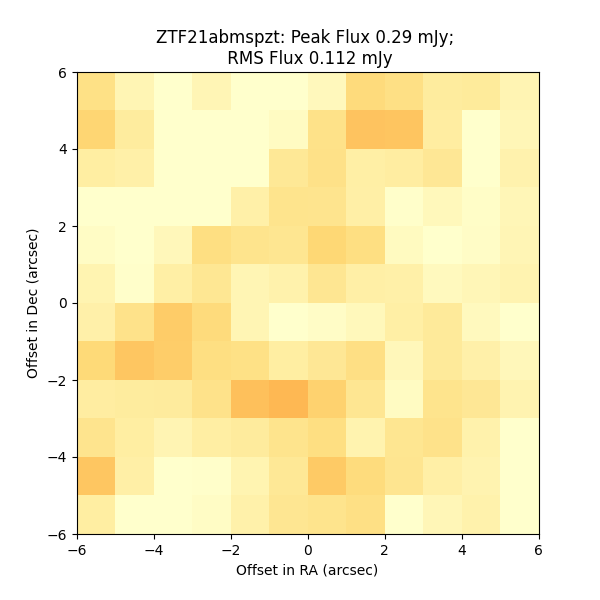 ZTF21abmspzt: Peak Flux 0.29 mJy;
RMS Flux 0.112 mJy
6
4
2
0
−2
−4
−6
Offset in Dec (arcsec)
−6 −4 −2 0 2 4 6
Offset in RA (arcsec)